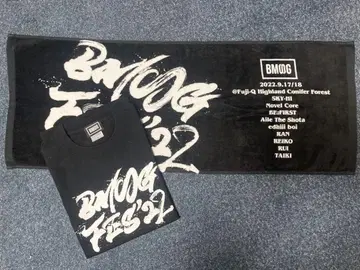 BMSG
FES'22
BMSG
2022.9.17/18
@Fuji-Q Highland Conifer Forest
SKY-HI
Novel Core
BE:FIRST
Aile The Shota
edhiii boi
RAN
REIKO
RUI
TAIKI
BMSG
BMSG
FES'22